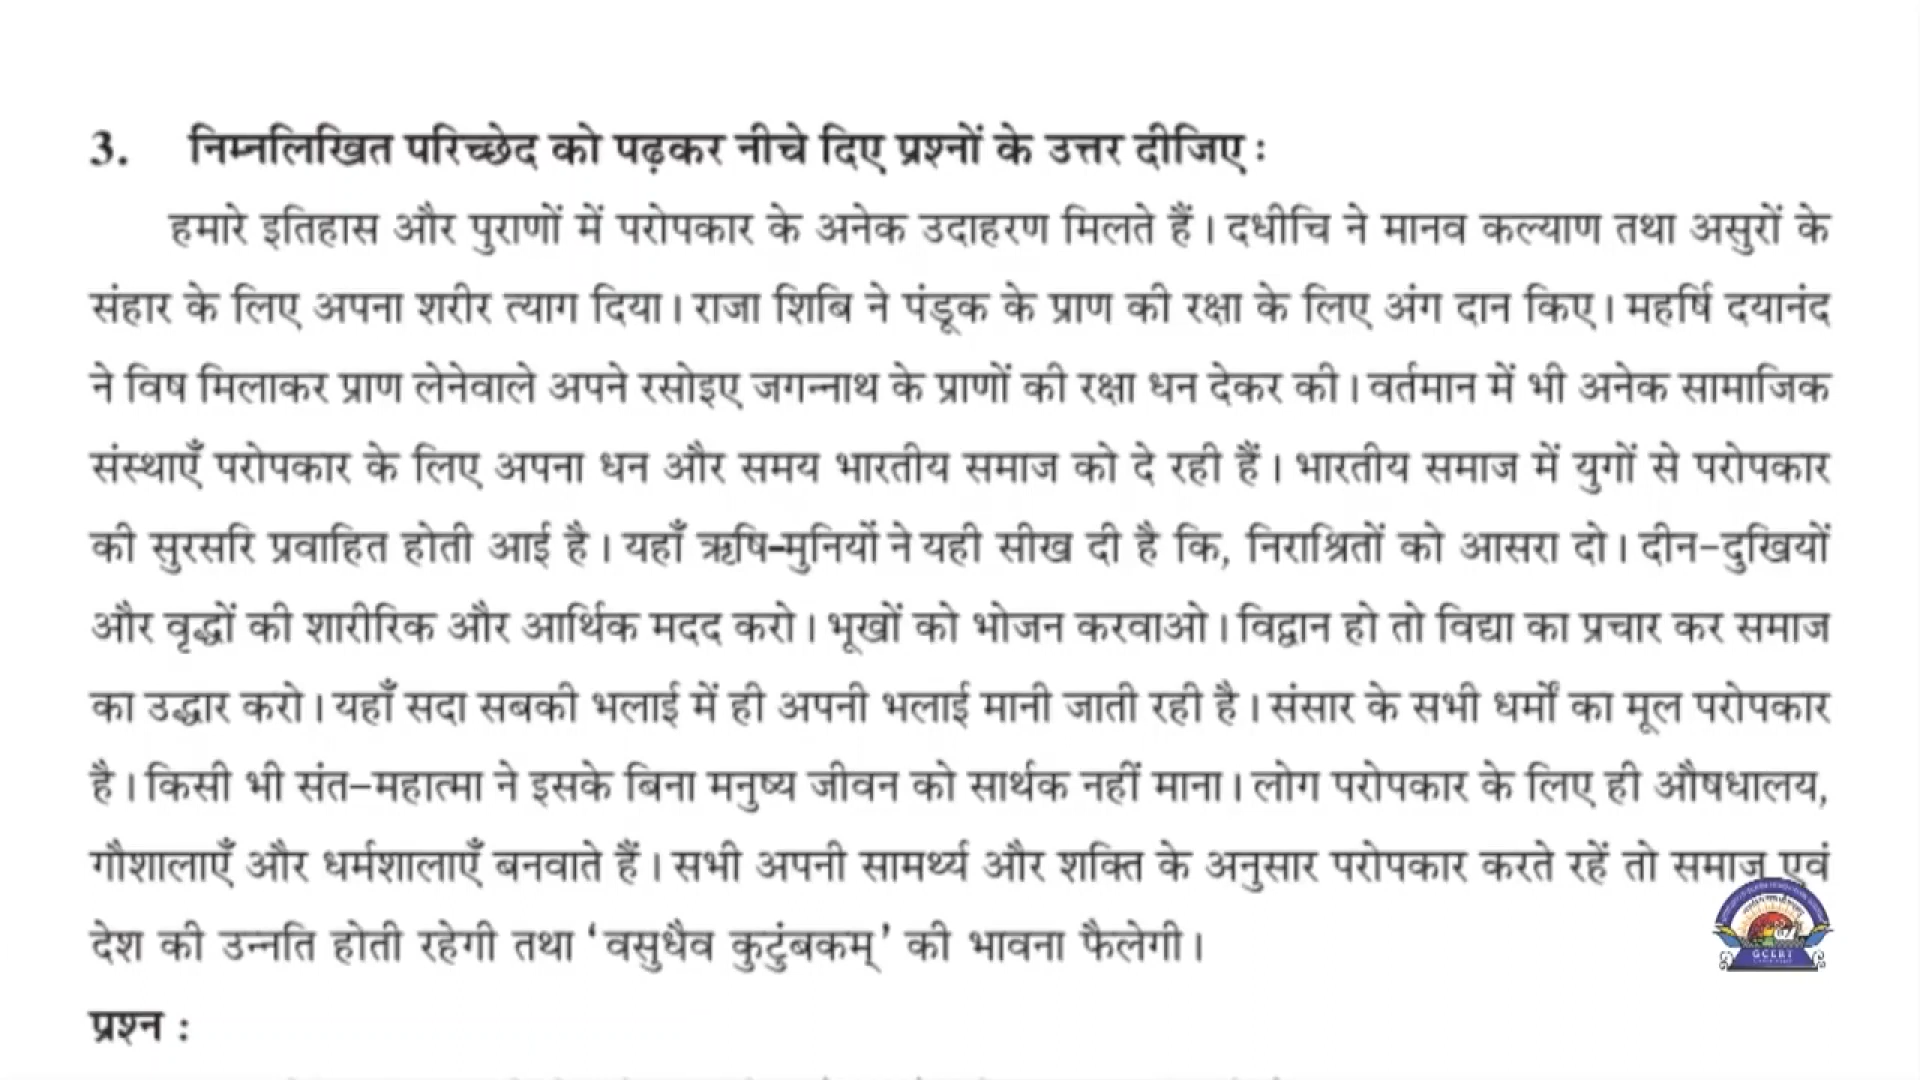 3. निम्नलिखित परिच्छेद को पढ़कर नीचे दिए प्रश्नों के उत्तर दीजिए :
हमारे इतिहास और पुराणों में परोपकार के अनेक उदाहरण मिलते हैं। दधीचि ने मानव कल्याण तथा असुरों के
संहार के लिए अपना शरीर त्याग दिया। राजा शिबि ने पंडूक के प्राण की रक्षा के लिए अंग दान किए। महर्षि दयानंद
ने विष मिलाकर प्राण लेनेवाले अपने रसोइए जगन्नाथ के प्राणों की रक्षा धन देकर की। वर्तमान में भी अनेक सामाजिक
संस्थाएँ परोपकार के लिए अपना धन और समय भारतीय समाज को दे रही हैं। भारतीय समाज में युगों से परोपकार
की सुरसरि प्रवाहित होती आई है। यहाँ ऋषि-मुनियों ने यही सीख दी है कि, निराश्रितों को आसरा दो। दीन-दुखियों
और वृद्धों की शारीरिक और आर्थिक मदद करो। भूखों को भोजन करवाओ। विद्वान हो तो विद्या का प्रचार कर समाज
का उद्धार करो। यहाँ सदा सबकी भलाई में ही अपनी भलाई मानी जाती रही है। संसार के सभी धर्मों का मूल परोपकार
है। किसी भी संत-महात्मा ने इसके बिना मनुष्य जीवन को सार्थक नहीं माना। लोग परोपकार के लिए ही औषधालय,
गौशालाएँ और धर्मशालाएँ बनवाते हैं। सभी अपनी सामर्थ्य और शक्ति के अनुसार परोपकार करते रहें तो समाज एवं
देश की उन्नति होती रहेगी तथा 'वसुधैव कुटुंबकम्' की भावना फैलेगी।
GCERT
प्रश्न :